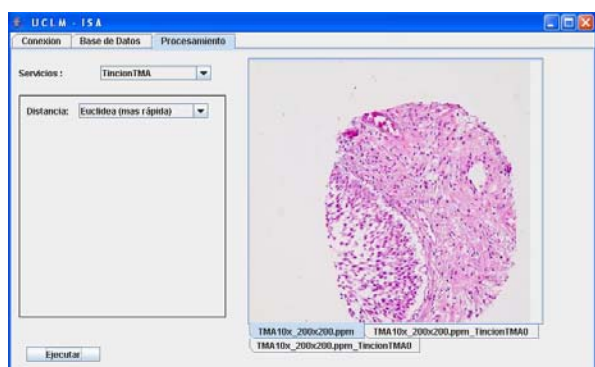 UCLM - ISA
Conexion Base de Datos Procesamiento
Servicios : TincionTMA
Distancia: Euclidea (mas rápida)
TMA10x_200x200.ppm TMA10x_200x200.ppm_TincionTMA0
TMA10x_200x200.ppm_TincionTMA0
Ejecutar